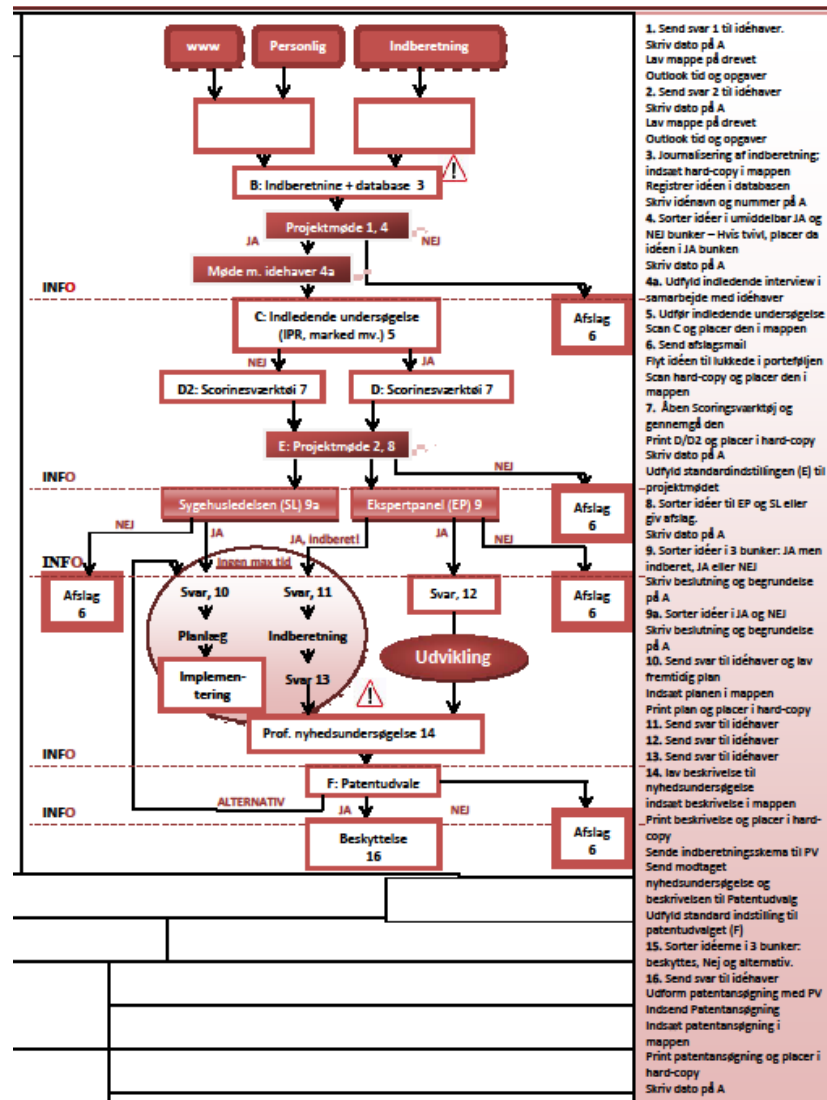 www
Personlig
Indberetning
B: Indberetnine + database 3
Projektmøde 1, 4
JA
NEJ
Møde m. idehaver 4a
INFO
C: Indledende undersøgelse
(IPR, marked mv.) 5
Afslag
6
NEJ
JA
D2: Scorinesværktøi 7
D: Scorinesværktøi 7
E: Projektmøde 2, 8
NEJ
INFO
Sygehusledelsen (SL) 9a
Ekspertpanel (EP) 9
Afslag
6
NEJ
JA
JA, indberet!
JA
NEJ
INFO
Ingen max tid
Afslag
6
Svar, 10
Svar, 11
Svar, 12
Afslag
6
Planlæg
Indberetning
Udvikling
Implemen-
tering
Svar 13
Prof. nyhedsundersøgelse 14
INFO
F: Patentudvale
ALTERNATIV
JA
NEJ
INFO
Beskyttelse
16
Afslag
6
1. Send svar 1 til idéhaver.
Skriv dato på A
Lav mappe på drevet
Outlook tid og opgaver
2. Send svar 2 til idéhaver
Skriv dato på A
Lav mappe på drevet
Outlook tid og opgaver
3. Journalisering af indberetning;
indsæt hard-copy i mappen
Registrer idéen i databasen
Skriv idénavn og nummer på A
4. Sorter idéer i umiddelbar JA og
NEJ bunker – Hvis tvivl, placer da
idéen i JA bunken
Skriv dato på A
4a. Udfyld indledende interview i
samarbejde med idéhaver
5. Udfør indledende undersøgelse
Scan C og placer den i mappen
6. Send afslagsmail
Flyt idéen til lukkede i porteføljen
Scan hard-copy og placer den i
mappen
7. Åben Scoringsværktøj og
gennemgå den
Print D/D2 og placer i hard-copy
Skriv dato på A
Udfyld standardindstillingen (E) til
projektmødet
8. Sorter idéer til EP og SL eller
giv afslag.
Skriv dato på A
9. Sorter idéer i 3 bunker: JA men
indberet, JA eller NEJ
Skriv beslutning og begrundelse
på A
9a. Sorter idéer i JA og NEJ
Skriv beslutning og begrundelse
på A
10. Send svar til idéhaver og lav
fremtidig plan
Indsæt planen i mappen
Print plan og placer i hard-copy
11. Send svar til idéhaver
12. Send svar til idéhaver
13. Send svar til idéhaver
14. lav beskrivelse til
nyhedsundersøgelse
indsæt beskrivelse i mappen
Print beskrivelse og placer i hard-
copy
Sende indberetningsskema til PV
Send modtaget
nyhedsundersøgelse og
beskrivelsen til Patentudvalg
Udfyld standard indstilling til
patentudvalget (F)
15. Sorter idéerne i 3 bunker:
beskyttes, Nej og alternativ.
16. Send svar til idéhaver
Udform patentansøgning med PV
Indsend Patentansøgning
Indsæt patentansøgning i
mappen
Print patentansøgning og placer i
hard-copy
Skriv dato på A